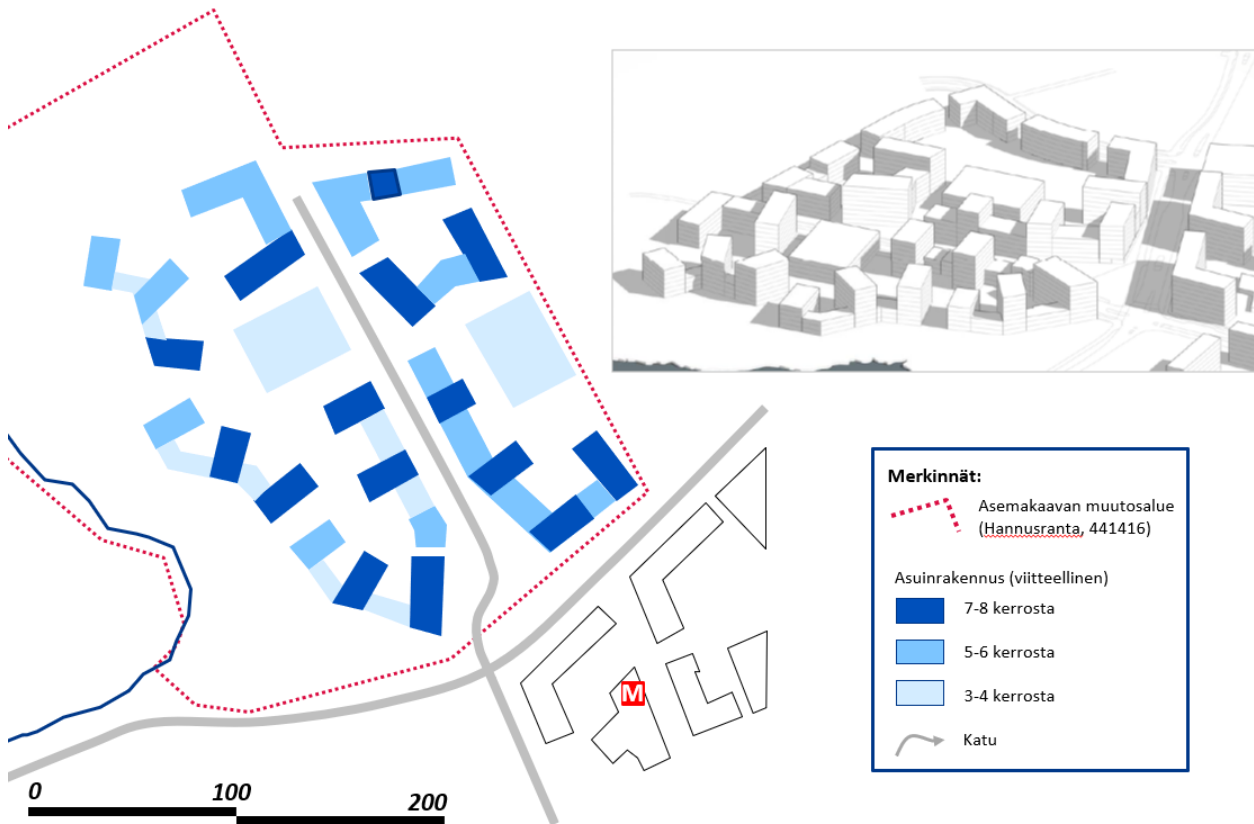 Merkinnät:
Asemakaavan muutosalue
(Hannusranta, 441416)
Asuinrakennus (viitteellinen)
7-8 kerrosta
5-6 kerrosta
3-4 kerrosta
Katu
M
0 100 200